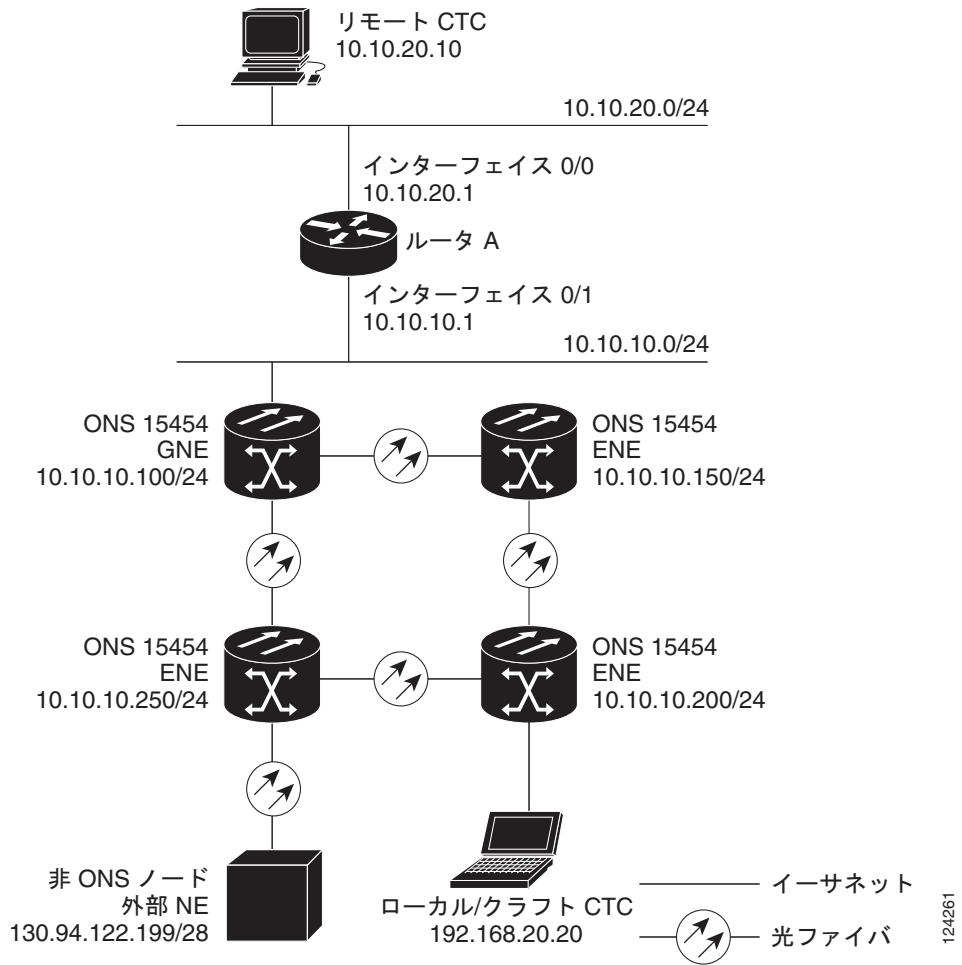 リモート CTC
10.10.20.10
10.10.20.0/24
インターフェイス 0/0
10.10.20.1
ルータ A
インターフェイス 0/1
10.10.10.1
10.10.10.0/24
ONS 15454
GNE
10.10.10.100/24
ONS 15454
ENE
10.10.10.150/24
ONS 15454
ENE
10.10.10.250/24
ONS 15454
ENE
10.10.10.200/24
非 ONS ノード
外部 NE
130.94.122.199/28
ローカル/クラフト CTC
192.168.20.20
イーサネット
光ファイバ
124261